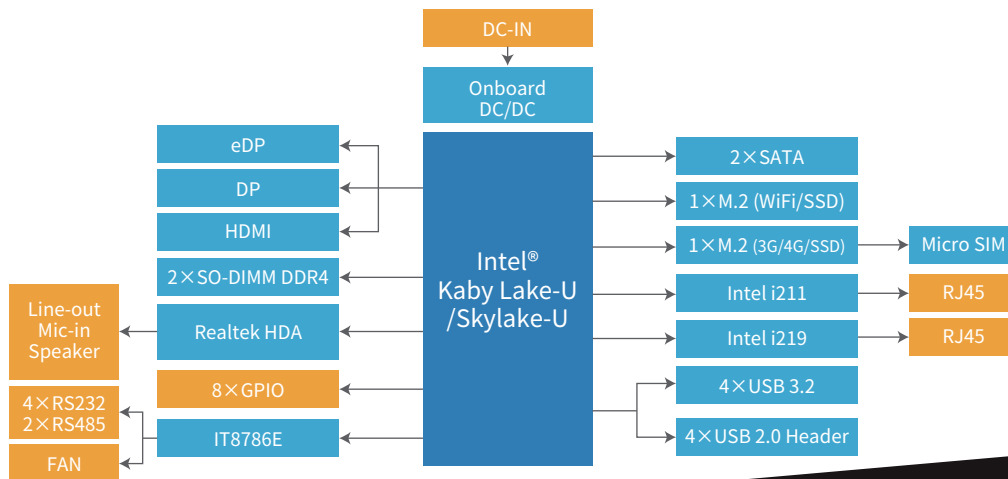 DC-IN
Onboard
DC/DC
eDP
DP
HDMI
2×SO-DIMM DDR4
Line-out
Mic-in
Speaker
Realtek HDA
8×GPIO
4×RS232
2×RS485
IT8786E
FAN
Intel®
Kaby Lake-U
/Skylake-U
2×SATA
1×M.2 (WiFi/SSD)
1×M.2 (3G/4G/SSD)
Micro SIM
Intel i211
RJ45
Intel i219
RJ45
4×USB 3.2
4×USB 2.0 Header